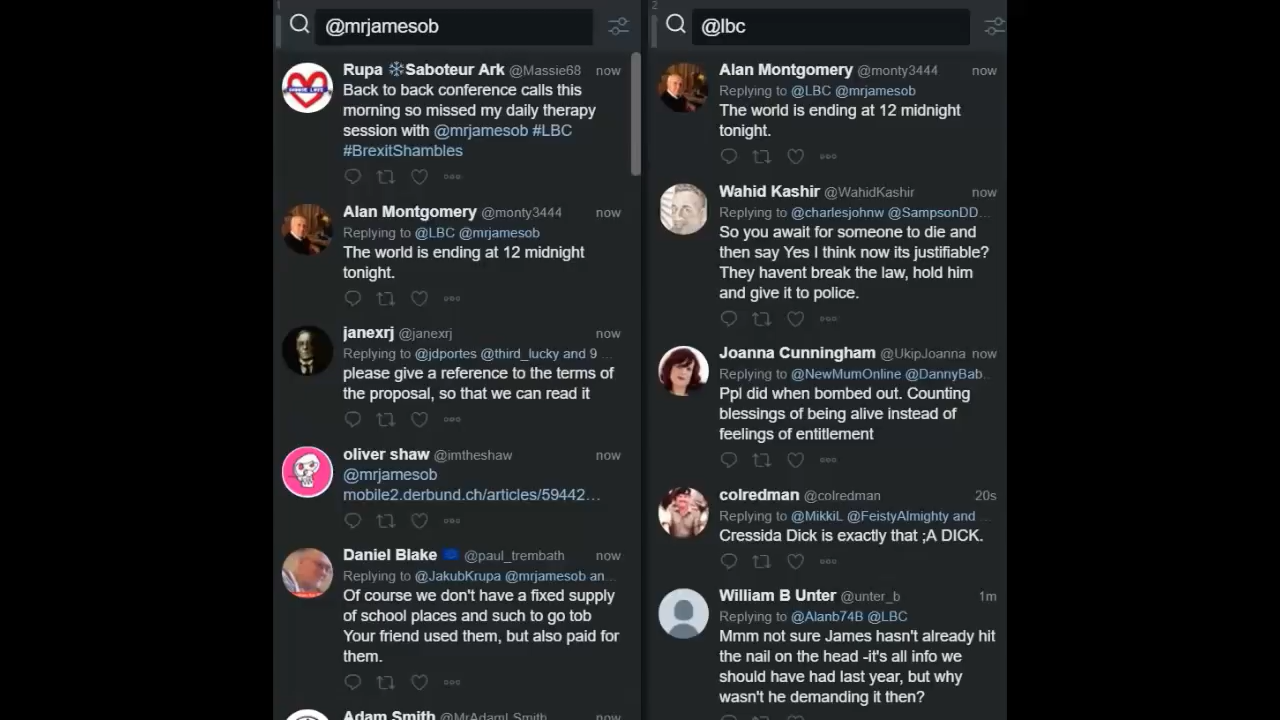 1
@mrjamesob
Rupa ❄Saboteur Ark @Massie68 now
Back to back conference calls this
morning so missed my daily therapy
session with @mrjamesob #LBC
#BrexitShambles
Alan Montgomery @monty3444 now
Replying to @LBC @mrjamesob
The world is ending at 12 midnight
tonight.
janexrj @janexrj now
Replying to @jdportes @third_lucky and 9 ...
please give a reference to the terms of
the proposal, so that we can read it
oliver shaw @imtheshaw now
@mrjamesob
mobile2.derbund.ch/articles/59442…
Daniel Blake 🇪🇺 @paul_trembath now
Replying to @JakubKrupa @mrjamesob an...
Of course we don't have a fixed supply
of school places and such to go tob
Your friend used them, but also paid for
them.
Adam Smith @MrAdamLSmith now
2
@lbc
Alan Montgomery @monty3444 now
Replying to @LBC @mrjamesob
The world is ending at 12 midnight
tonight.
Wahid Kashir @WahidKashir now
Replying to @charlesjohnw @SampsonDD...
So you await for someone to die and
then say Yes I think now its justifiable?
They havent break the law, hold him
and give it to police.
Joanna Cunningham @UkipJoanna now
Replying to @NewMumOnline @DannyBab...
Ppl did when bombed out. Counting
blessings of being alive instead of
feelings of entitlement
colredman @colredman 20s
Replying to @MikkiL @FeistyAlmighty and ...
Cressida Dick is exactly that ;A DICK.
William B Unter @unter_b 1m
Replying to @Alanb74B @LBC
Mmm not sure James hasn't already hit
the nail on the head -it's all info we
should have had last year, but why
wasn't he demanding it then?